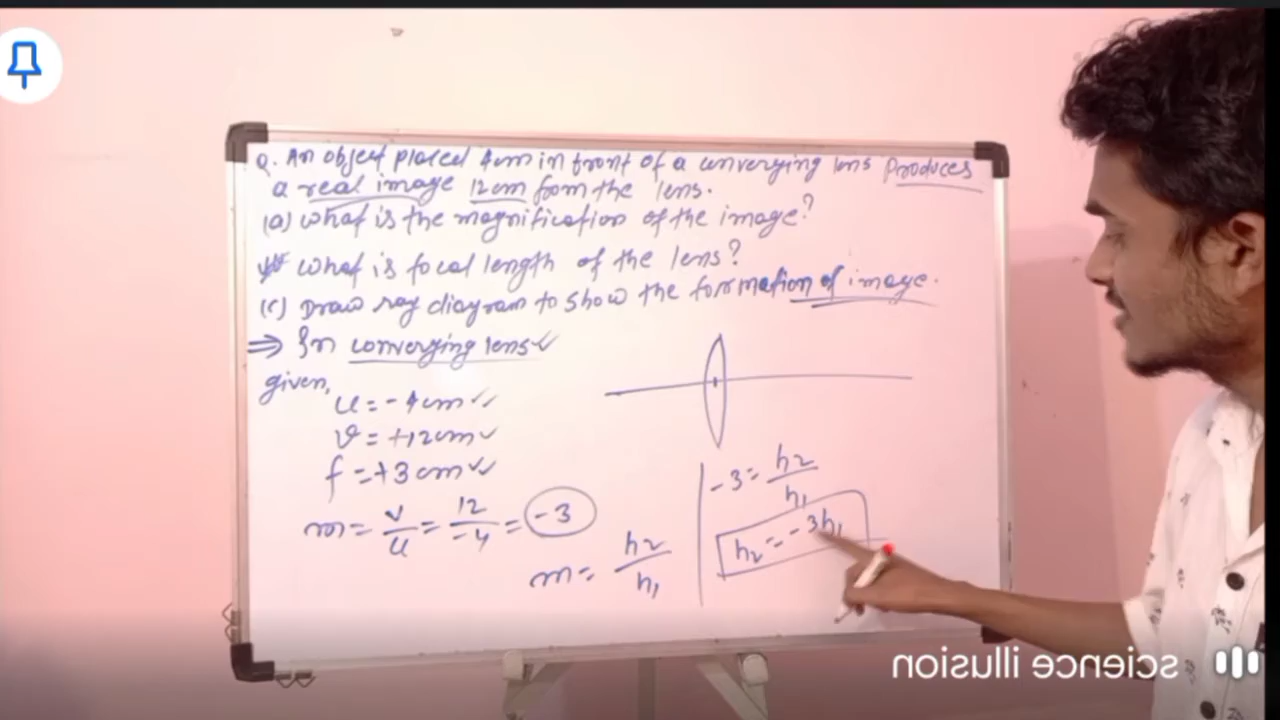 Q. An object placed 4cm in front of a converging lens produces
a real image 12cm from the lens.
(a) What is the magnification of the image?
What is focal length of the lens?
(c) Draw ray diagram to show the formation of image.
⇒ In converging lens ✓
given,
u = -4cm ✓✓
v = +12cm ✓
f = +3cm ✓✓
m = v/u = 12/-4 = -3
m = h2/h1
-3 = h2/h1
h2 = -3h1
science illusion